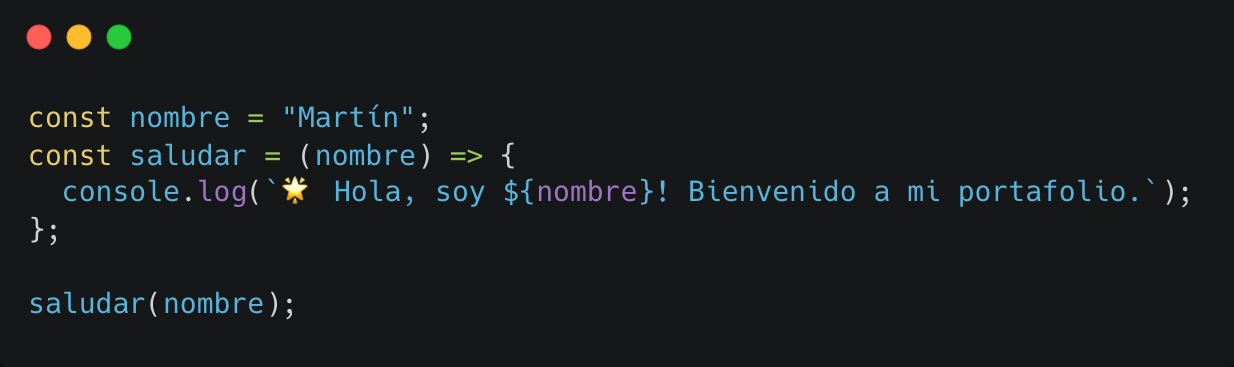 const nombre = "Martín";
const saludar = (nombre) => {
  console.log(`🌟 Hola, soy ${nombre}! Bienvenido a mi portafolio.`);
};
saludar(nombre);